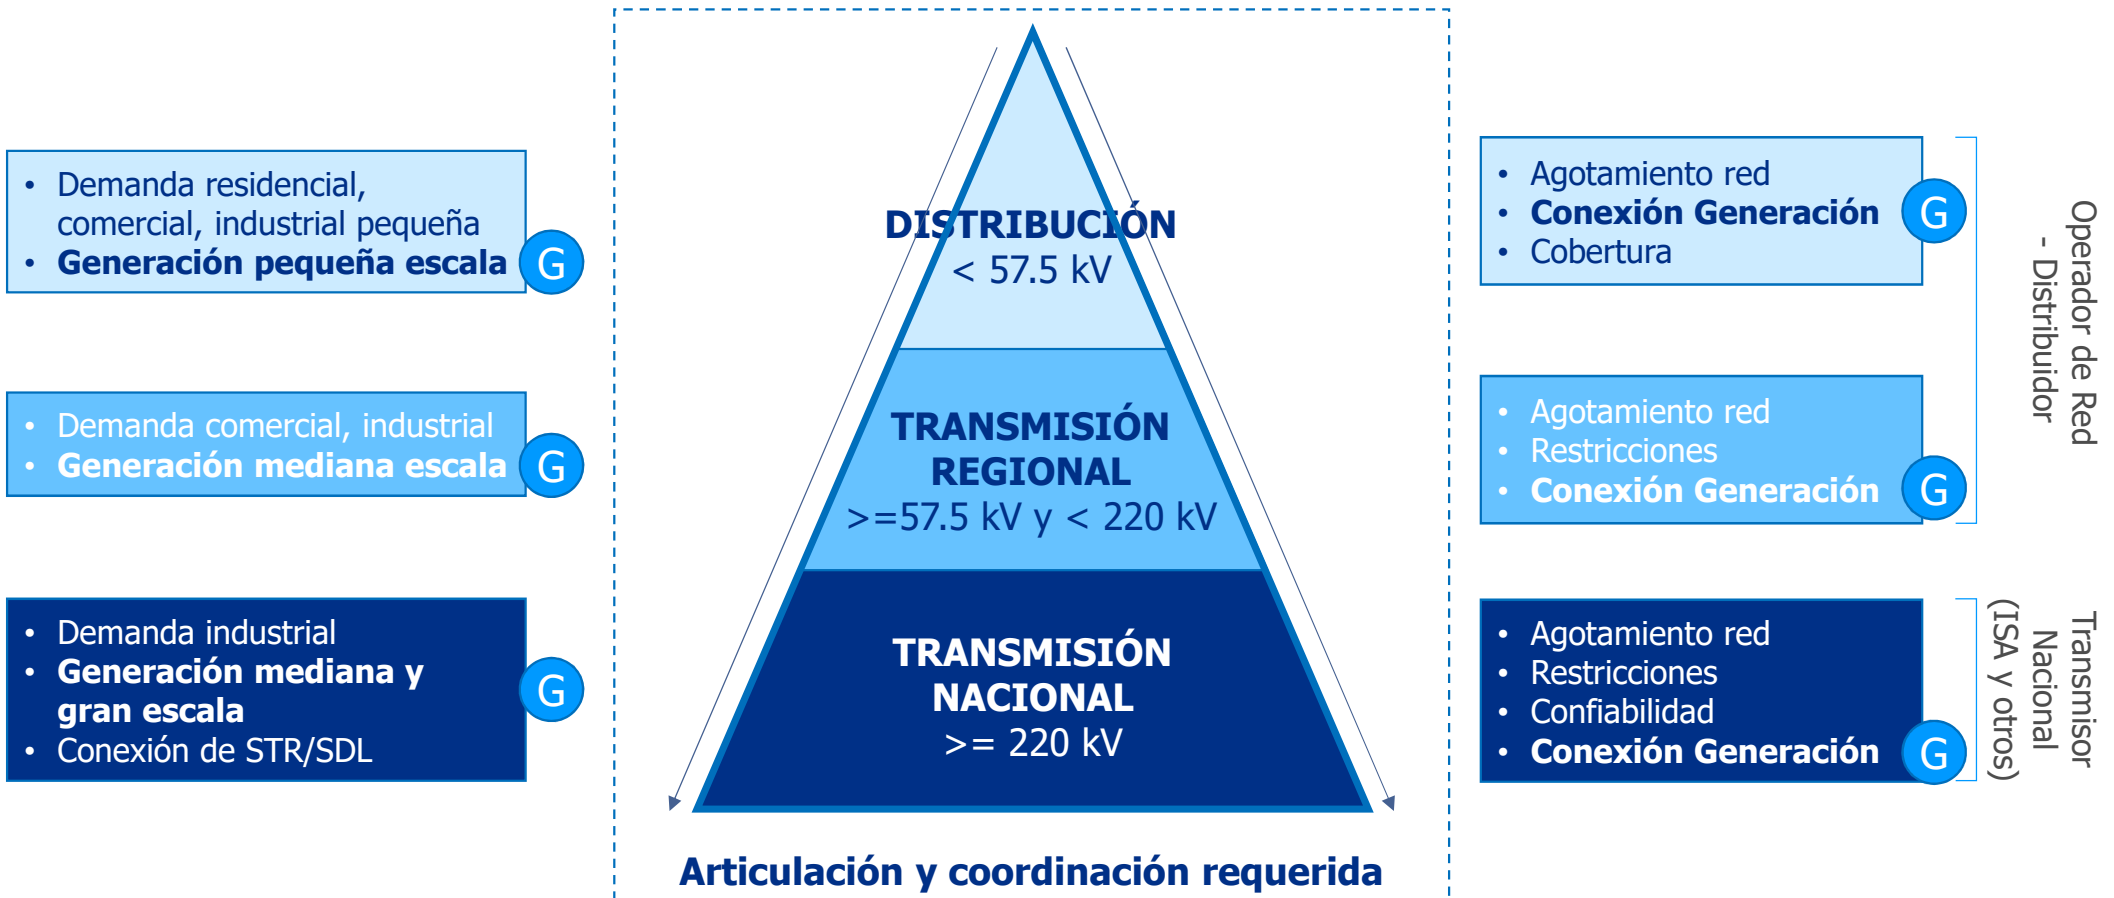 • Demanda residencial,
comercial, industrial pequeña
• Generación pequeña escala
G
• Demanda comercial, industrial
• Generación mediana escala
G
• Demanda industrial
• Generación mediana y
gran escala
• Conexión de STR/SDL
G
DISTRIBUCIÓN
< 57.5 kV
TRANSMISIÓN
REGIONAL
>=57.5 kV y < 220 kV
TRANSMISIÓN
NACIONAL
>= 220 kV
Articulación y coordinación requerida
• Agotamiento red
• Conexión Generación
• Cobertura
G
• Agotamiento red
• Restricciones
• Conexión Generación
G
Operador de Red
- Distribuidor
• Agotamiento red
• Restricciones
• Confiabilidad
• Conexión Generación
G
Transmisor
Nacional
(ISA y otros)